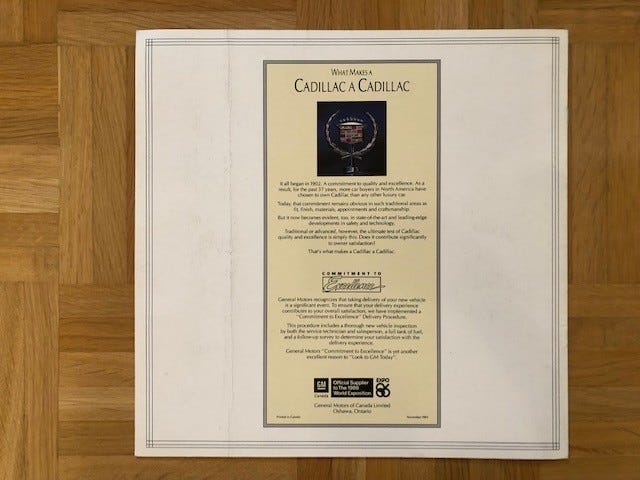 WHAT MAKES A
CADILLAC A CADILLAC
It all began in 1902. A commitment to quality and excellence. As a
result, for the past 37 years, more car buyers in North America have
chosen to own Cadillac than any other luxury car.
Today, that commitment remains obvious in such traditional areas as
fit, finish, materials, appointments and craftsmanship.
But it now becomes evident, too, in state-of-the-art and leading-edge
developments in safety and technology.
Traditional or advanced, however, the ultimate test of Cadillac
quality and excellence is simply this: Does it contribute significantly
to owner satisfaction?
That's what makes a Cadillac a Cadillac.
COMMITMENT TO
Excellence
General Motors recognizes that taking delivery of your new vehicle
is a significant event. To ensure that your delivery experience
contributes to your overall satisfaction, we have implemented a
"Commitment to Excellence" Delivery Procedure.
This procedure includes a thorough new vehicle inspection
by both the service technician and salesperson, a full tank of fuel,
and a follow-up survey to determine your satisfaction with the
delivery experience.
General Motors "Commitment to Excellence" is yet another
excellent reason to "Look to GM Today".
GM
Canada
Official Supplier
to The 1986
World Exposition.
EXPO
86
General Motors of Canada Limited
Oshawa, Ontario
Printed in Canada
November 1985